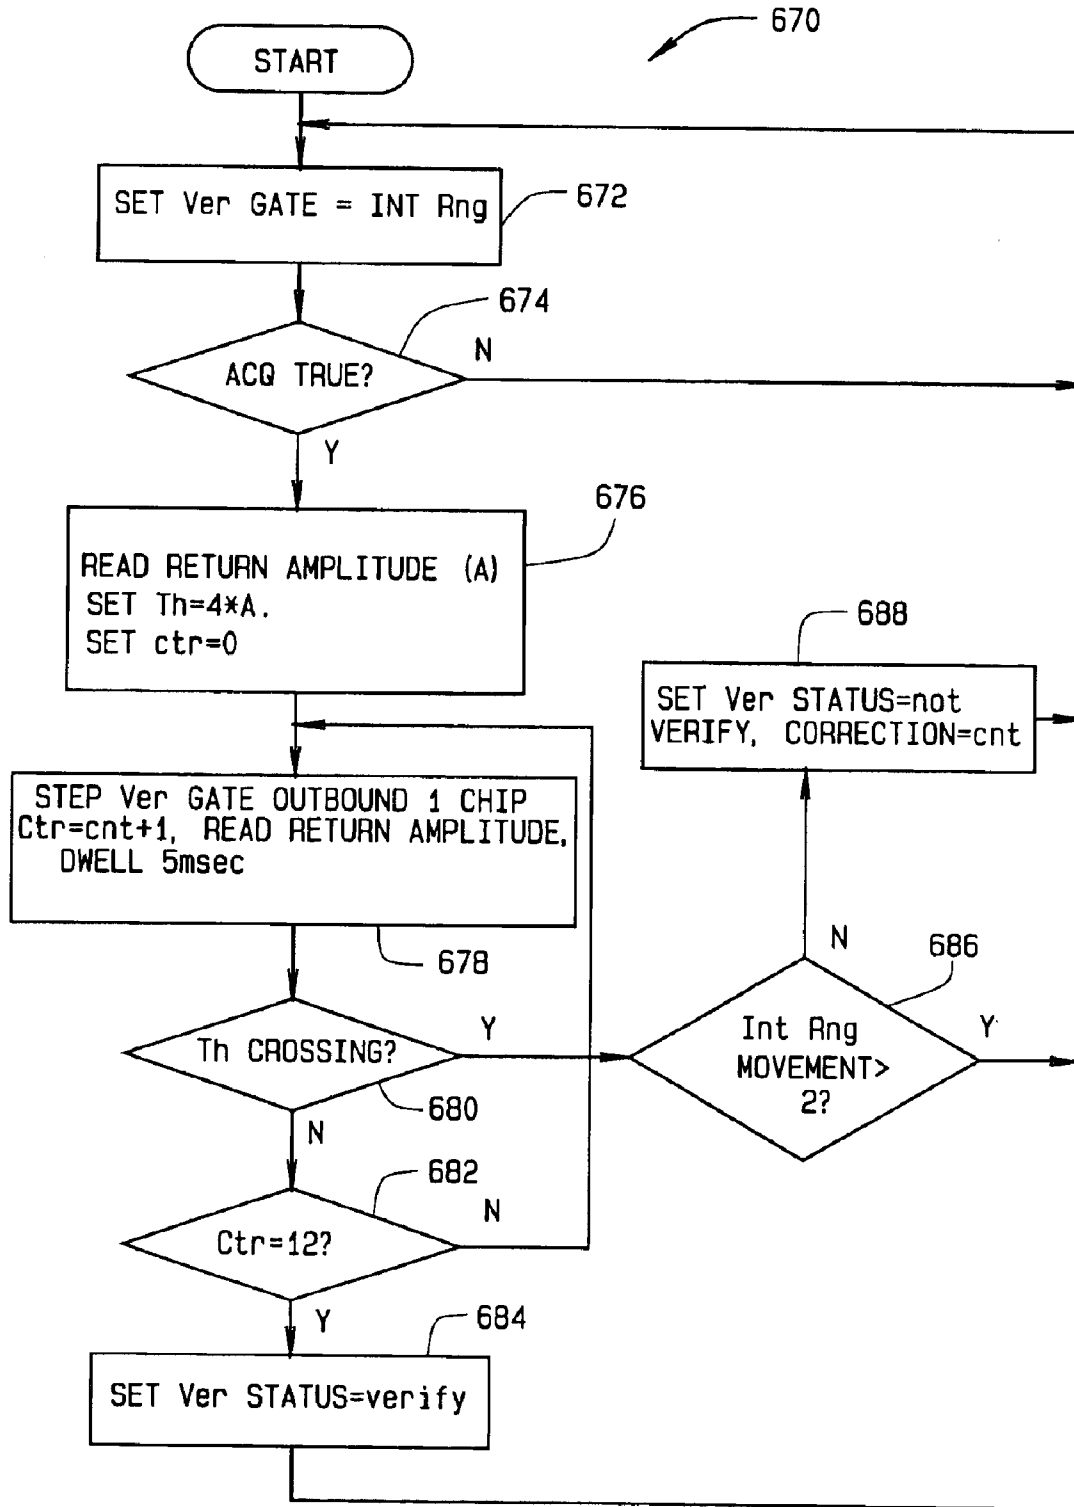 670
START
SET Ver GATE = INT Rng
672
674
ACQ TRUE?
N
Y
676
READ RETURN AMPLITUDE (A)
SET Th=4*A.
SET ctr=0
688
SET Ver STATUS=not
VERIFY, CORRECTION=cnt
STEP Ver GATE OUTBOUND 1 CHIP
Ctr=cnt+1, READ RETURN AMPLITUDE,
DWELL 5msec
678
N
686
Th CROSSING?
Y
Int Rng
MOVEMENT>
2?
Y
680
N
682
Ctr=12?
N
Y
684
SET Ver STATUS=verify